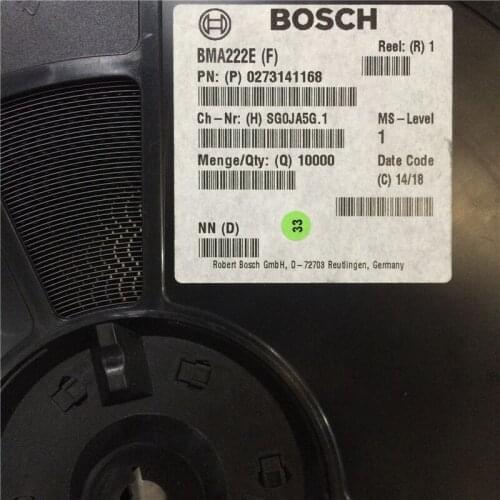 BOSCH
BMA222E (F)
Reel: (R) 1
PN: (P) 0273141168
Ch-Nr: (H) SG0JA5G.1
MS-Level
1
Menge/Qty: (Q) 10000
Date Code
(C) 14/18
NN (D)
33
Robert Bosch GmbH, D-72703 Reutlingen, Germany